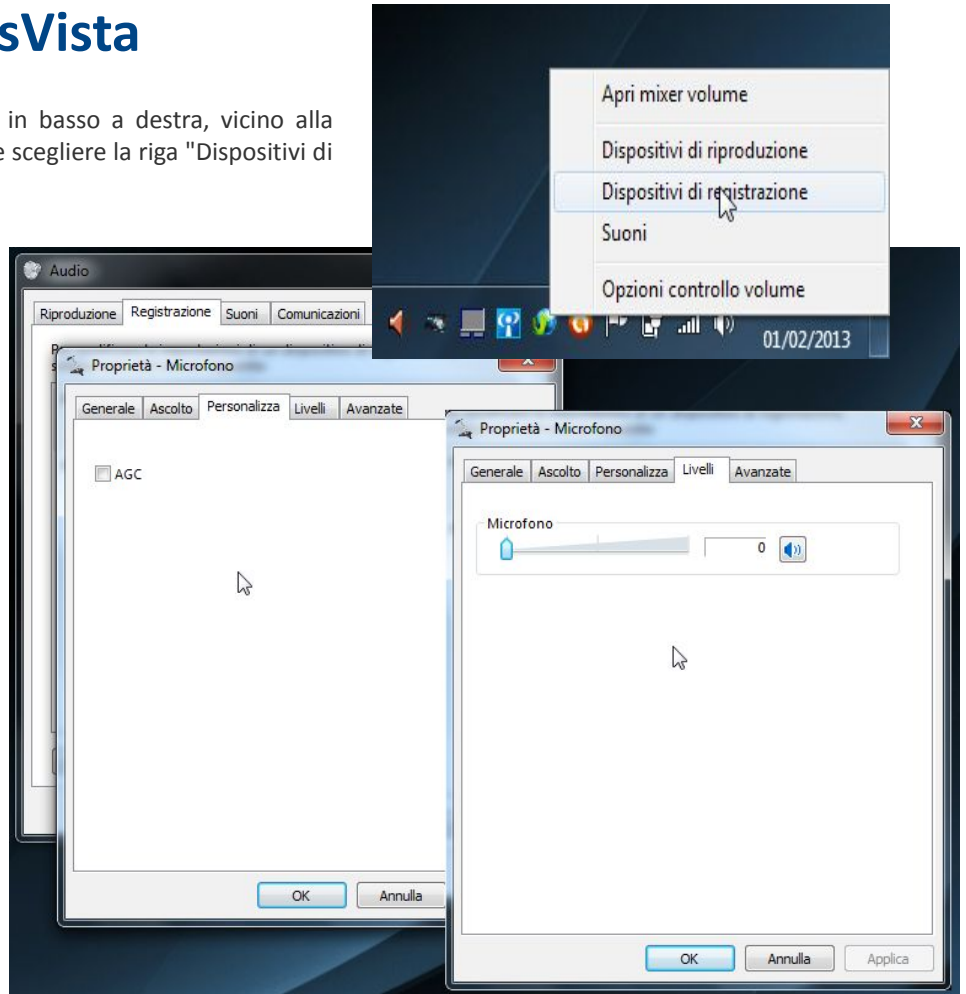 sVista
in basso a destra, vicino alla
e scegliere la riga "Dispositivi di
Apri mixer volume
Dispositivi di riproduzione
Dispositivi di registrazione
Suoni
Opzioni controllo volume
01/02/2013
Audio
Riproduzione Registrazione Suoni Comunicazioni
Proprietà - Microfono
Generale Ascolto Personalizza Livelli Avanzate
AGC
OK Annulla
Proprietà - Microfono
Generale Ascolto Personalizza Livelli Avanzate
Microfono
0
OK Annulla Applica